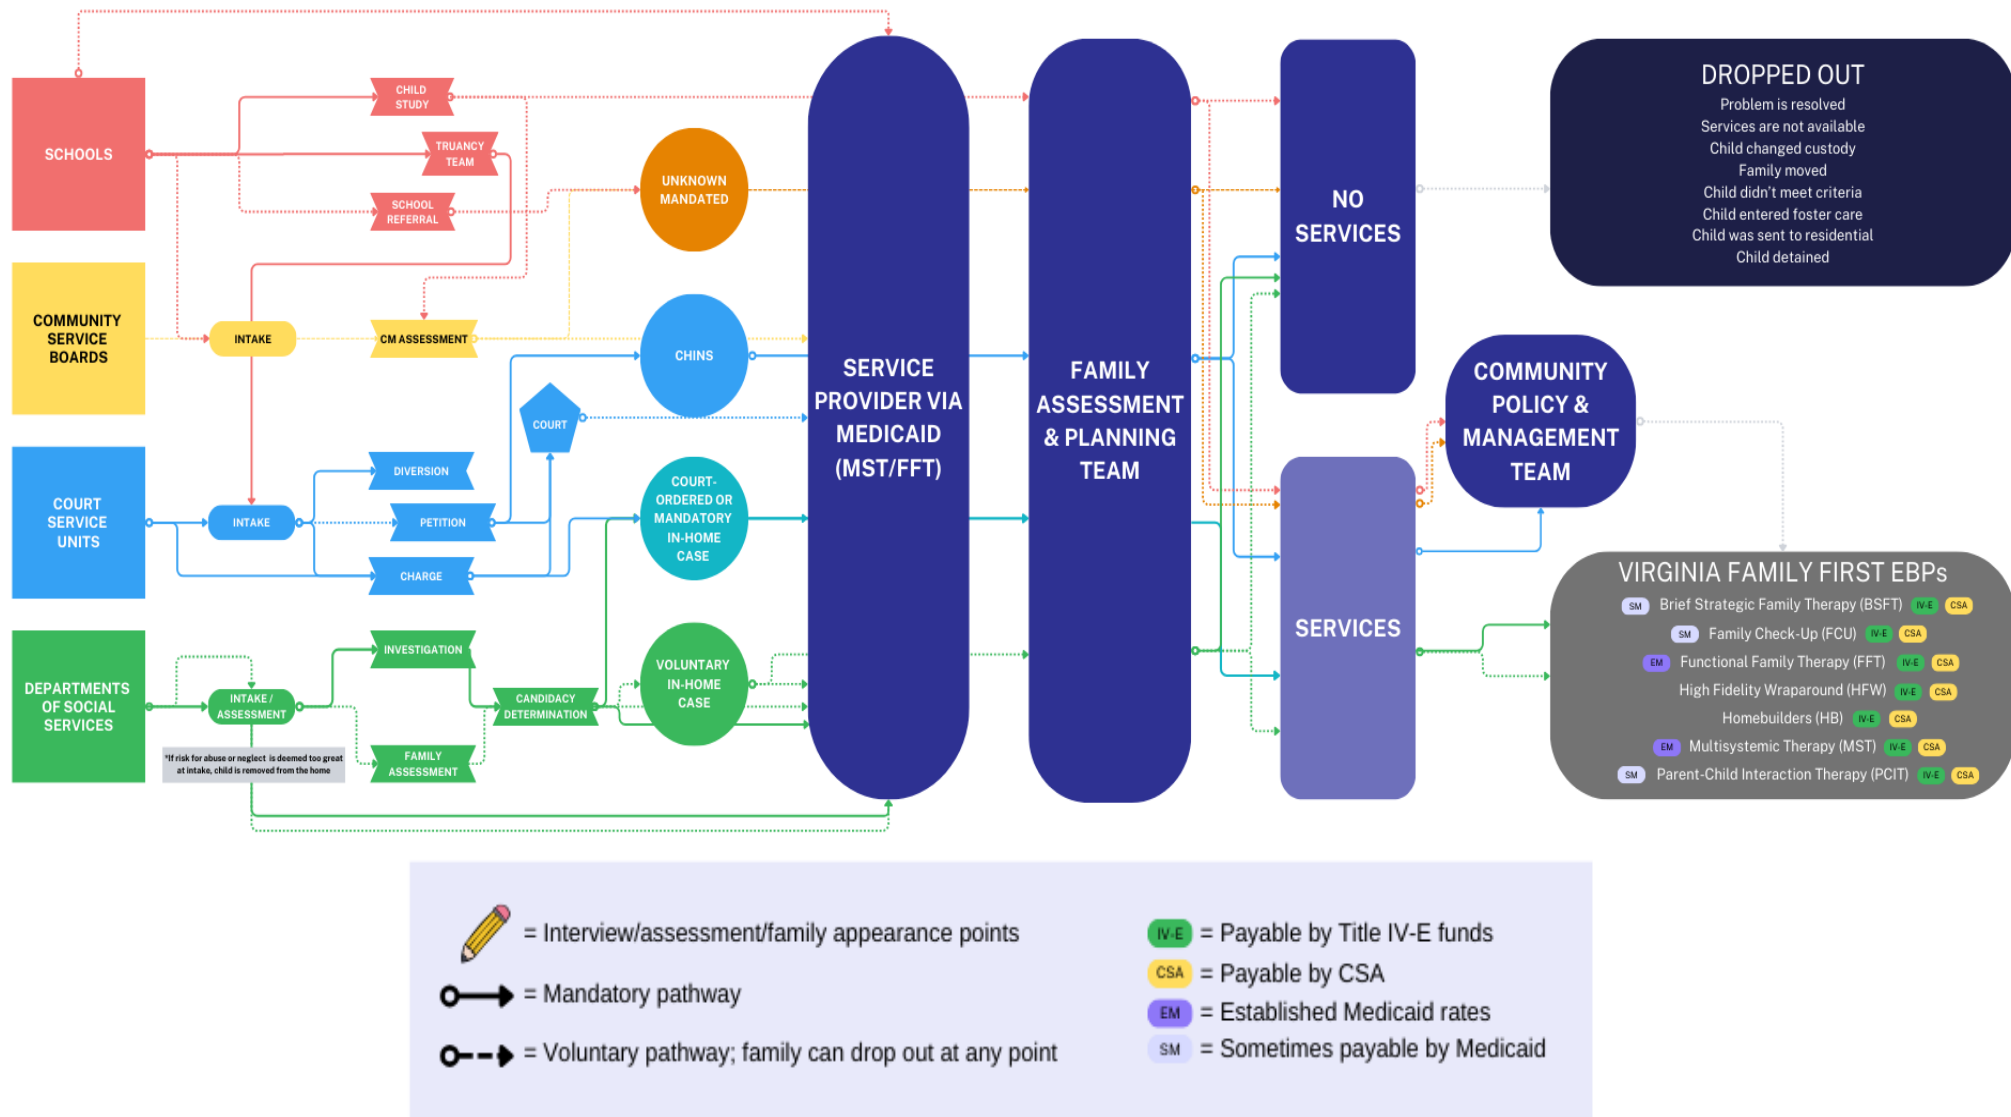 SCHOOLS
CHILD
STUDY
TRUANCY
TEAM
SCHOOL
REFERRAL
COMMUNITY
SERVICE
BOARDS
INTAKE
CM ASSESSMENT
COURT
SERVICE
UNITS
INTAKE
DIVERSION
PETITION
CHARGE
COURT
DEPARTMENTS
OF SOCIAL
SERVICES
INTAKE /
ASSESSMENT
*If risk for abuse or neglect is deemed too great
at intake, child is removed from the home
INVESTIGATION
FAMILY
ASSESSMENT
CANDIDACY
DETERMINATION
UNKNOWN
MANDATED
CHINS
COURT-
ORDERED OR
MANDATORY
IN-HOME
CASE
VOLUNTARY
IN-HOME
CASE
SERVICE
PROVIDER VIA
MEDICAID
(MST/FFT)
FAMILY
ASSESSMENT
& PLANNING
TEAM
NO
SERVICES
SERVICES
COMMUNITY
POLICY &
MANAGEMENT
TEAM
DROPPED OUT
Problem is resolved
Services are not available
Child changed custody
Family moved
Child didn't meet criteria
Child entered foster care
Child was sent to residential
Child detained
VIRGINIA FAMILY FIRST EBPs
SM Brief Strategic Family Therapy (BSFT) IV-E CSA
SM Family Check-Up (FCU) IV-E CSA
EM Functional Family Therapy (FFT) IV-E CSA
High Fidelity Wraparound (HFW) IV-E CSA
Homebuilders (HB) IV-E CSA
EM Multisystemic Therapy (MST) IV-E CSA
SM Parent-Child Interaction Therapy (PCIT) IV-E CSA
= Interview/assessment/family appearance points
= Mandatory pathway
= Voluntary pathway; family can drop out at any point
IV-E = Payable by Title IV-E funds
CSA = Payable by CSA
EM = Established Medicaid rates
SM = Sometimes payable by Medicaid